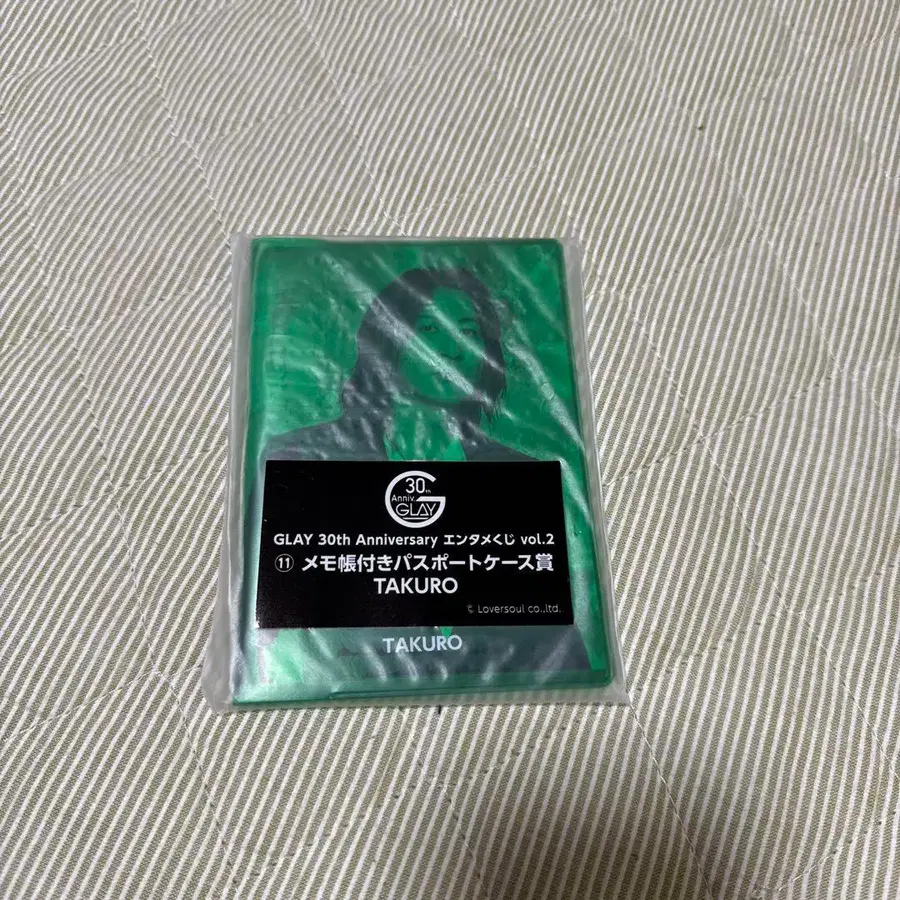 30th
Anniv.
GLAY
GLAY 30th Anniversary エンタメくじ vol.2
⑪ メモ帳付きパスポートケース賞
TAKURO
© Loversoul co.,ltd.
TAKURO